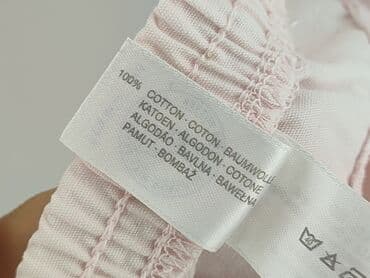 100% COTTON · COTON · BAUMWOLLE
KATOEN · ALGODON · COTONE
ALGODÃO · BAVLNA · BAWEŁNA
PAMUT · BOMBAŻ